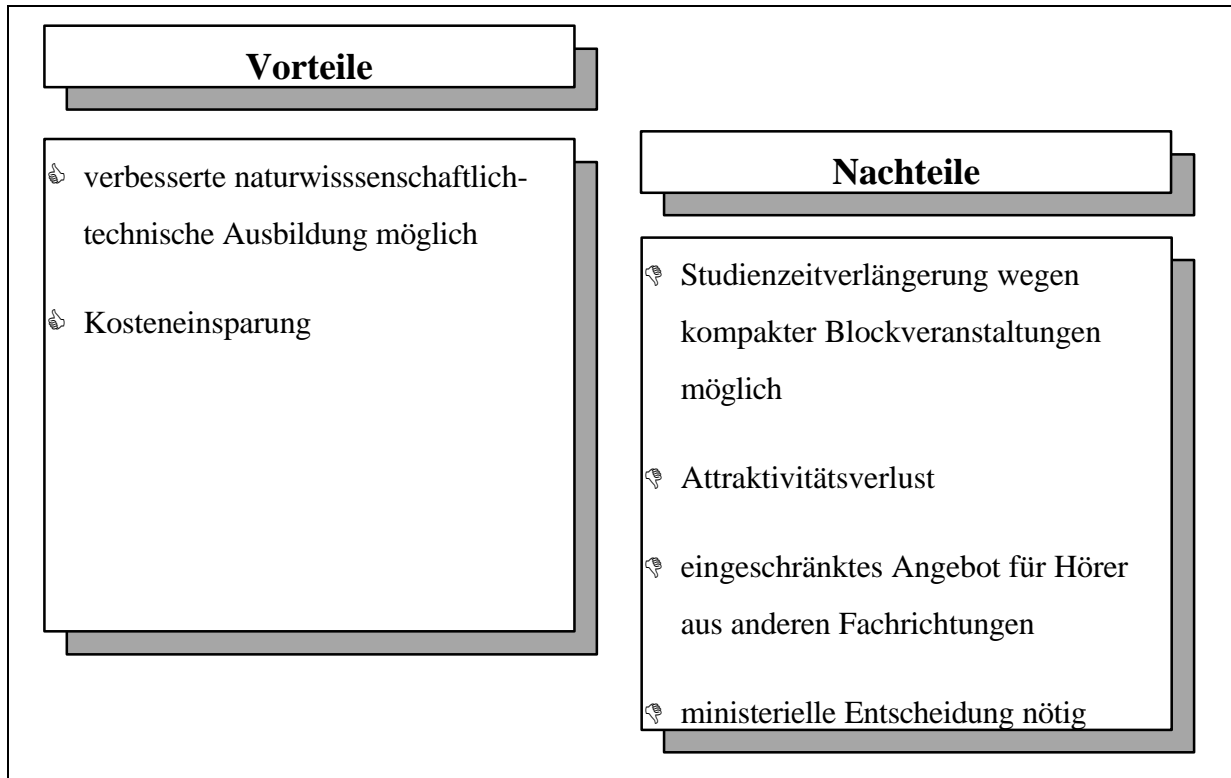 Vorteile
👍 verbesserte naturwisssenschaftlich-
technische Ausbildung möglich
👍 Kosteneinsparung
Nachteile
👎 Studienzeitverlängerung wegen
kompakter Blockveranstaltungen
möglich
👎 Attraktivitätsverlust
👎 eingeschränktes Angebot für Hörer
aus anderen Fachrichtungen
👎 ministerielle Entscheidung nötig